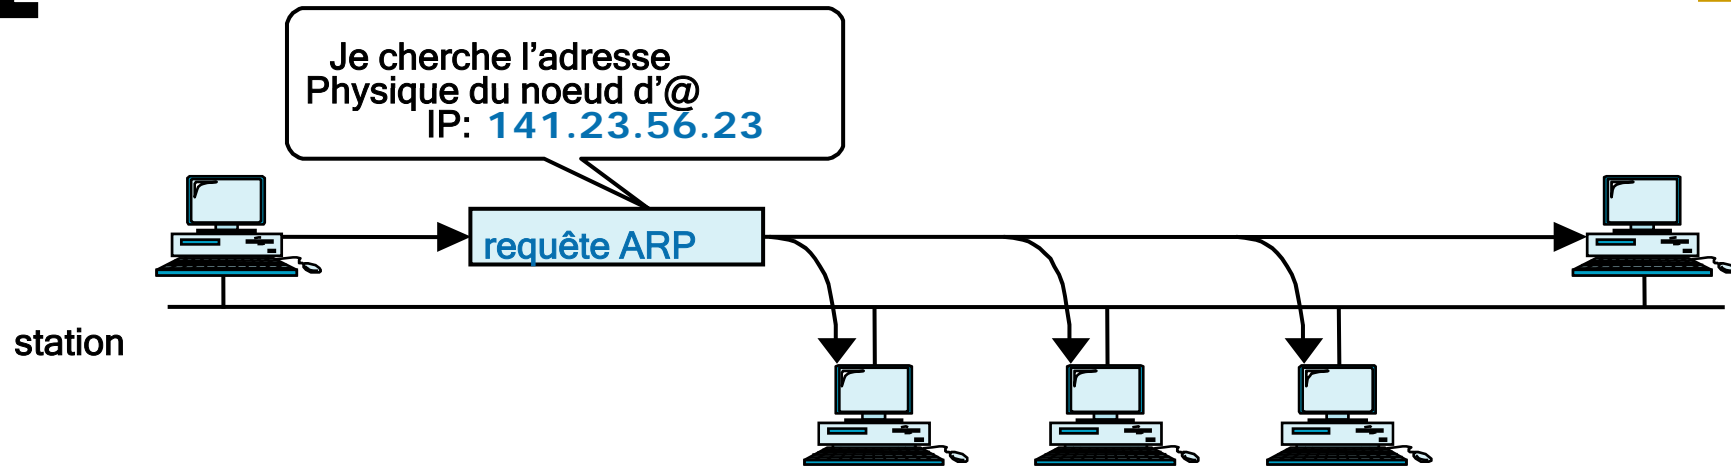 Je cherche l’adresse
Physique du noeud d’@
IP: 141.23.56.23
requête ARP
station